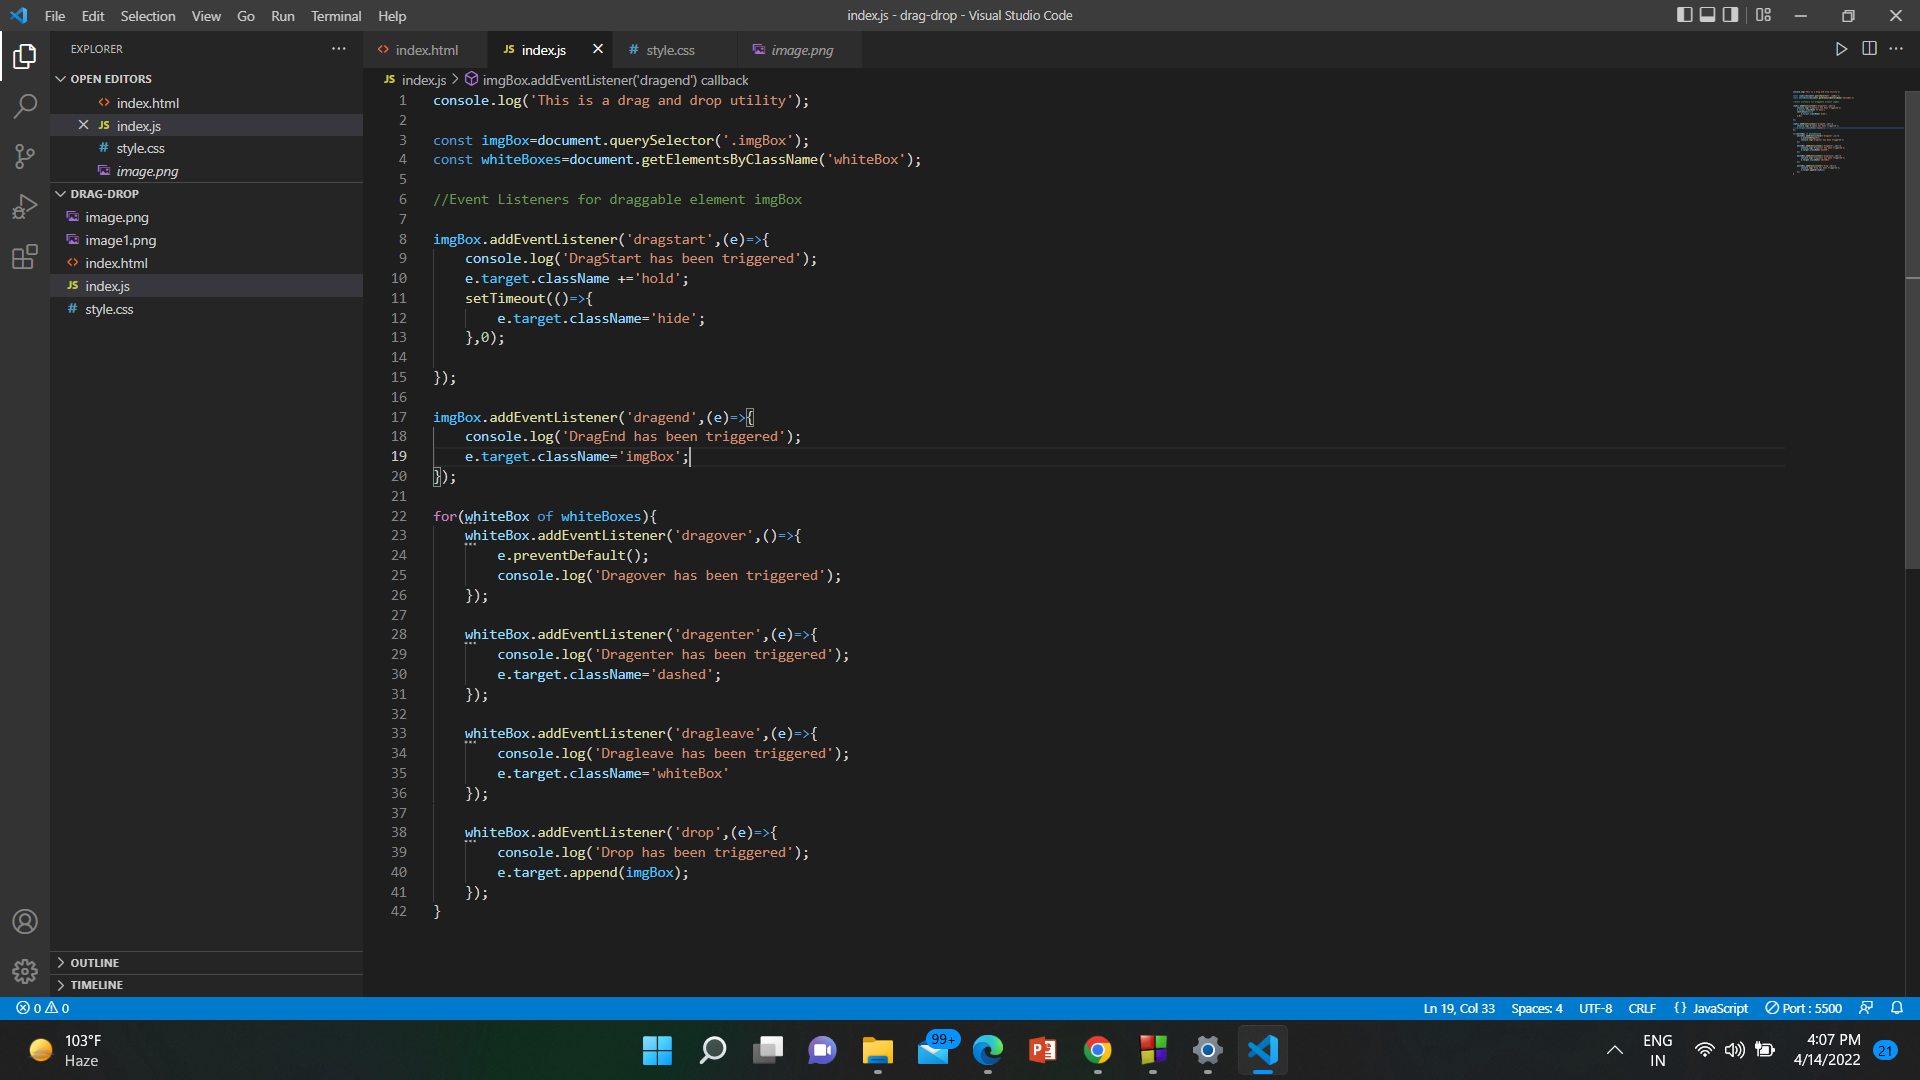 File Edit Selection View Go Run Terminal Help
index.js - drag-drop - Visual Studio Code
EXPLORER
OPEN EDITORS
index.html
JS index.js
# style.css
image.png
DRAG-DROP
image.png
image1.png
index.html
JS index.js
# style.css
OUTLINE
TIMELINE
index.html JS index.js # style.css image.png
JS index.js > imgBox.addEventListener('dragend') callback
1 console.log('This is a drag and drop utility');
2
3 const imgBox=document.querySelector('.imgBox');
4 const whiteBoxes=document.getElementsByClassName('whiteBox');
5
6 //Event Listeners for draggable element imgBox
7
8 imgBox.addEventListener('dragstart',(e)=>{
9 console.log('DragStart has been triggered');
10 e.target.className +='hold';
11 setTimeout(()=>{
12 e.target.className='hide';
13 },0);
14
15 });
16
17 imgBox.addEventListener('dragend',(e)=>{
18 console.log('DragEnd has been triggered');
19 e.target.className='imgBox';
20 });
21
22 for(whiteBox of whiteBoxes){
23 whiteBox.addEventListener('dragover',()=>{
24 e.preventDefault();
25 console.log('Dragover has been triggered');
26 });
27
28 whiteBox.addEventListener('dragenter',(e)=>{
29 console.log('Dragenter has been triggered');
30 e.target.className='dashed';
31 });
32
33 whiteBox.addEventListener('dragleave',(e)=>{
34 console.log('Dragleave has been triggered');
35 e.target.className='whiteBox'
36 });
37
38 whiteBox.addEventListener('drop',(e)=>{
39 console.log('Drop has been triggered');
40 e.target.append(imgBox);
41 });
42 }
0 0 Ln 19, Col 33 Spaces: 4 UTF-8 CRLF {} JavaScript Port : 5500
103°F
Haze
99+
ENG
IN
4:07 PM
4/14/2022
21